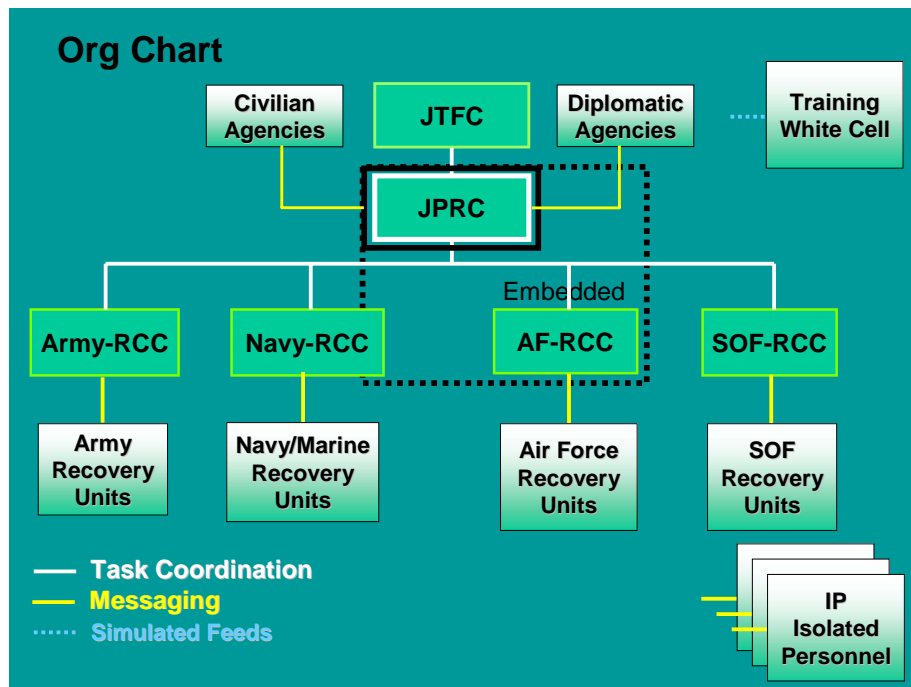 Org Chart
Civilian
Agencies
JTFC
Diplomatic
Agencies
Training
White Cell
JPRC
Embedded
Army-RCC
Navy-RCC
AF-RCC
SOF-RCC
Army
Recovery
Units
Navy/Marine
Recovery
Units
Air Force
Recovery
Units
SOF
Recovery
Units
Task Coordination
Messaging
Simulated Feeds
IP
Isolated
Personnel